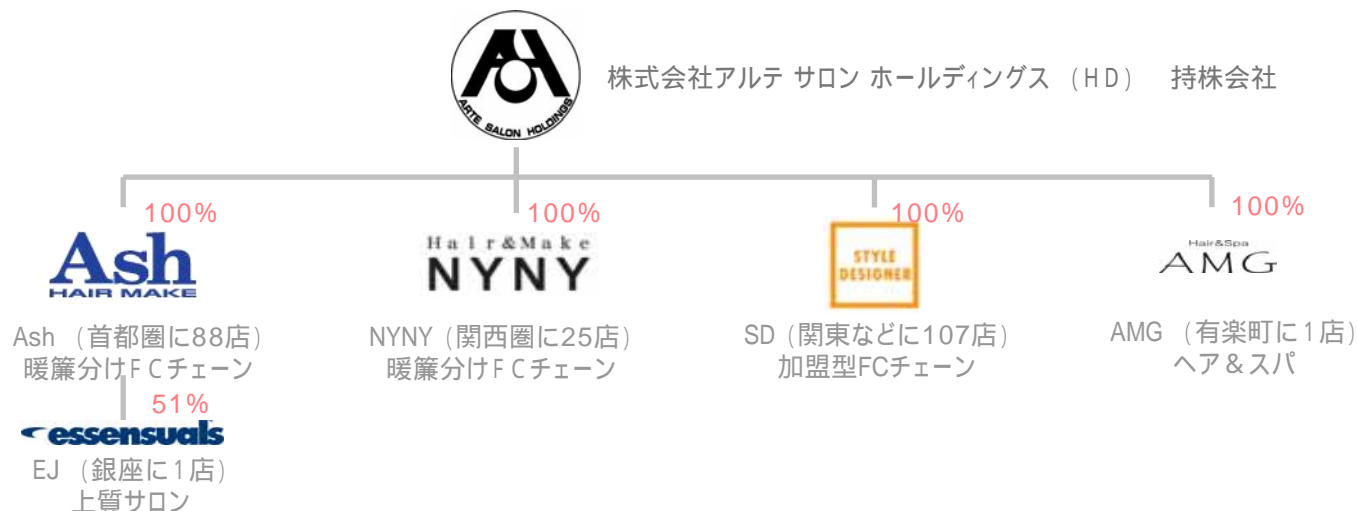 ARTE SALON HOLDINGS
株式会社アルテ サロン ホールディングス （HD） 持株会社
100%
100%
100%
100%
Ash
HAIR MAKE
Hair&Make
NYNY
STYLE
DESIGNER
Hair&Spa
AMG
Ash （首都圏に88店）
暖簾分けFCチェーン
NYNY（関西圏に25店）
暖簾分けFCチェーン
SD（関東などに107店）
加盟型FCチェーン
AMG （有楽町に1店）
ヘア＆スパ
51%
essensuals
EJ （銀座に1店）
上質サロン